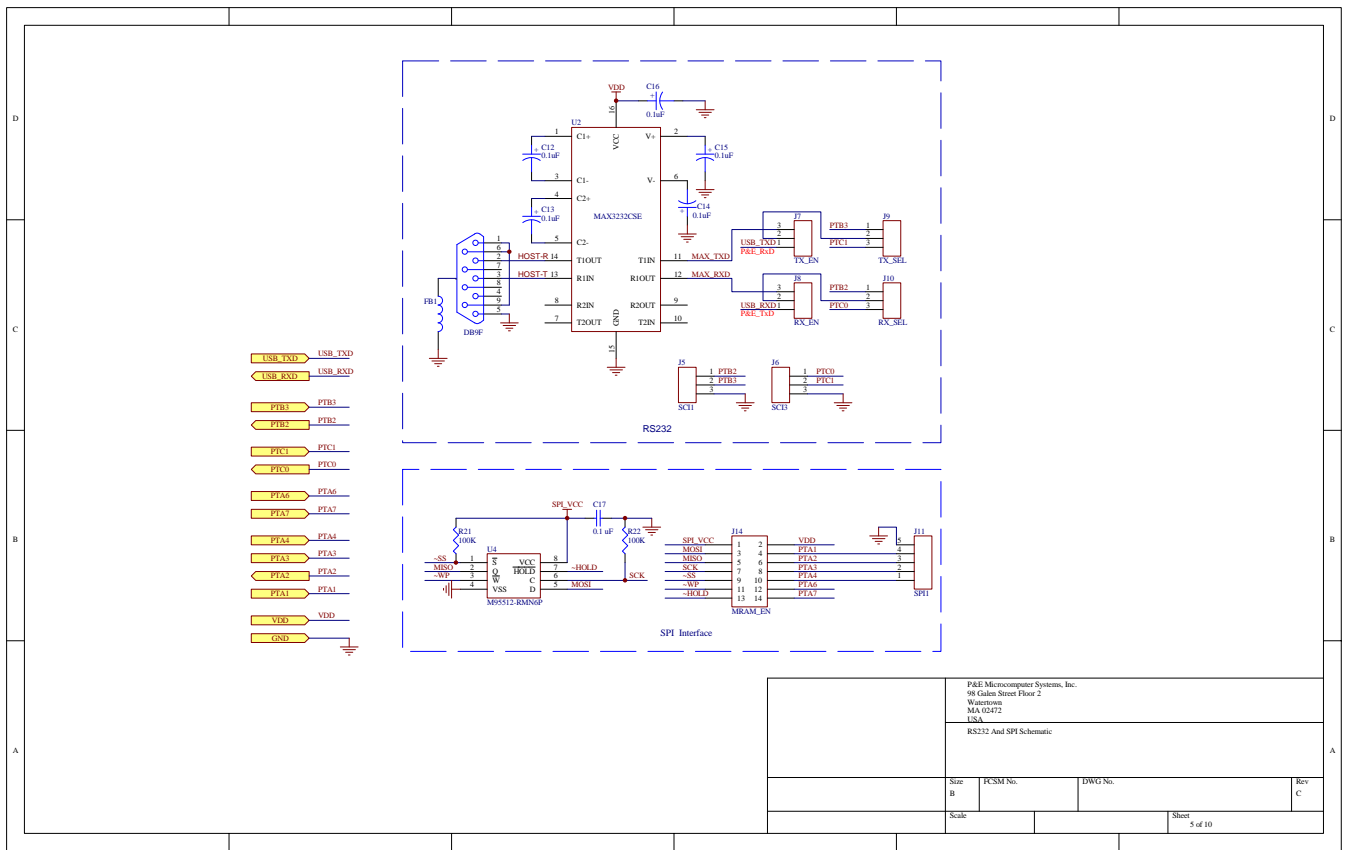 D
D
C
C
B
B
A
A
VDD
C16
+
0.1uF
16
U2
1
C1+
VCC
V+
2
+ C12
0.1uF
+ C15
0.1uF
3
C1-
V-
6
4
C2+
+ C13
0.1uF
MAX3232CSE
+
C14
0.1uF
5
C2-
HOST-R
14
T1OUT
T1IN
11
MAX_TXD
HOST-T
13
R1IN
R1OUT
12
MAX_RXD
8
R2IN
R2OUT
9
7
T2OUT
T2IN
10
GND
15
1
6
2
7
3
8
4
9
5
DB9F
FB1
J7
3
2
USB_TXD 1
P&E_RxD
TX_EN
J9
PTB3 1
2
PTC1 3
TX_SEL
J8
3
2
USB_RXD 1
P&E_TxD
RX_EN
J10
PTB2 1
2
PTC0 3
RX_SEL
J5
1 PTB2
2 PTB3
3
SCI1
J6
1 PTC0
2 PTC1
3
SCI3
RS232
USB_TXD USB_TXD
USB_RXD USB_RXD
PTB3 PTB3
PTB2 PTB2
PTC1 PTC1
PTC0 PTC0
PTA6 PTA6
PTA7 PTA7
PTA4 PTA4
PTA3 PTA3
PTA2 PTA2
PTA1 PTA1
VDD VDD
GND
SPI_VCC
C17
0.1 uF
R21
100K
R22
100K
U4
~SS 1 S VCC 8
MISO 2 Q HOLD 7 ~HOLD
~WP 3 W C 6 SCK
4 VSS D 5 MOSI
M95512-RMN6P
J14
SPI_VCC 1 2 VDD
MOSI 3 4 PTA1
MISO 5 6 PTA2
SCK 7 8 PTA3
~SS 9 10 PTA4
~WP 11 12 PTA6
~HOLD 13 14 PTA7
MRAM_EN
J11
5
4
3
2
1
SPI1
SPI Interface
P&E Microcomputer Systems, Inc.
98 Galen Street Floor 2
Watertown
MA 02472
USA
RS232 And SPI Schematic
Size
B
FCSM No.
DWG No.
Rev
C
Scale
Sheet
5 of 10